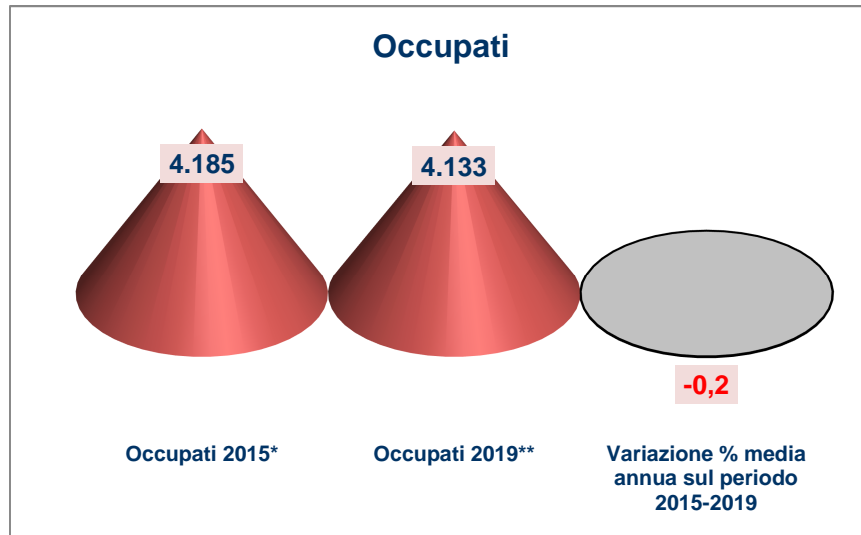 Occupati
4.185
4.133
-0,2
Occupati 2015*
Occupati 2019**
Variazione % media
annua sul periodo
2015-2019